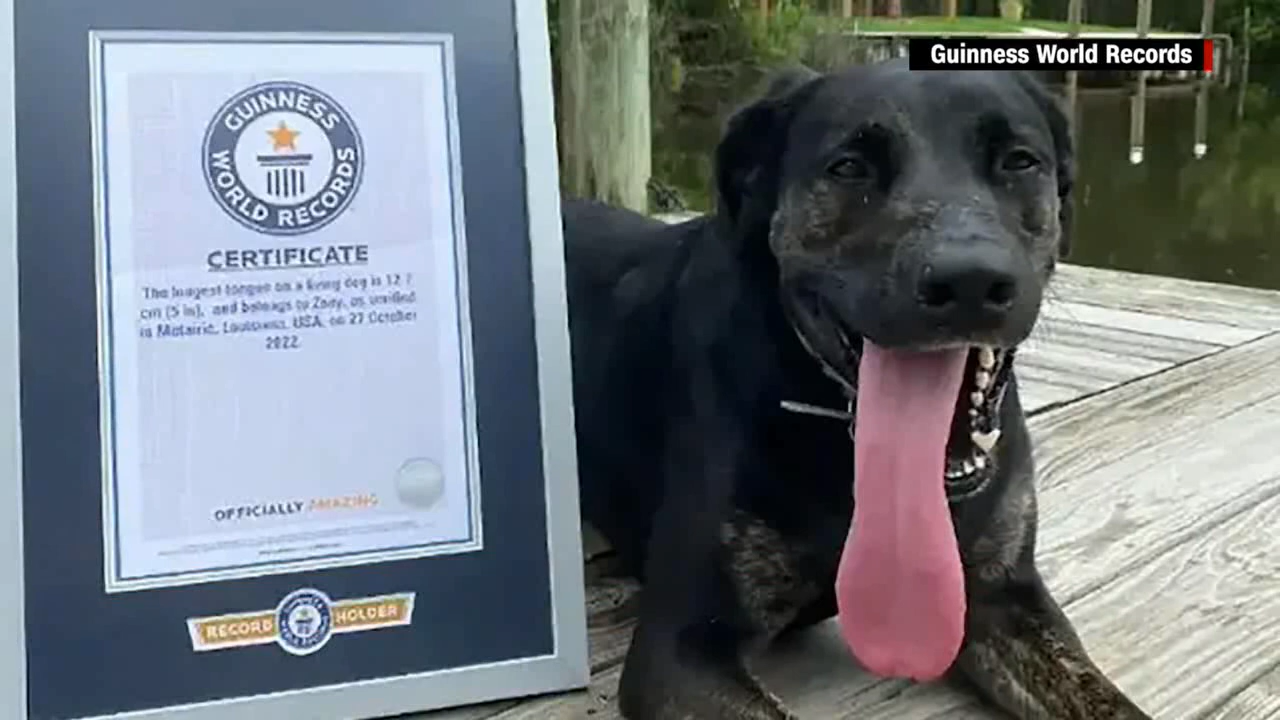 Guinness World Records
GUINNESS
WORLD RECORDS
CERTIFICATE
The longest tongue on a living dog is 12.7
cm (5 in), and belongs to Zoey, as verified
in Metairie, Louisiana, USA, on 27 October
2022.
OFFICIALLY AMAZING
RECORD HOLDER